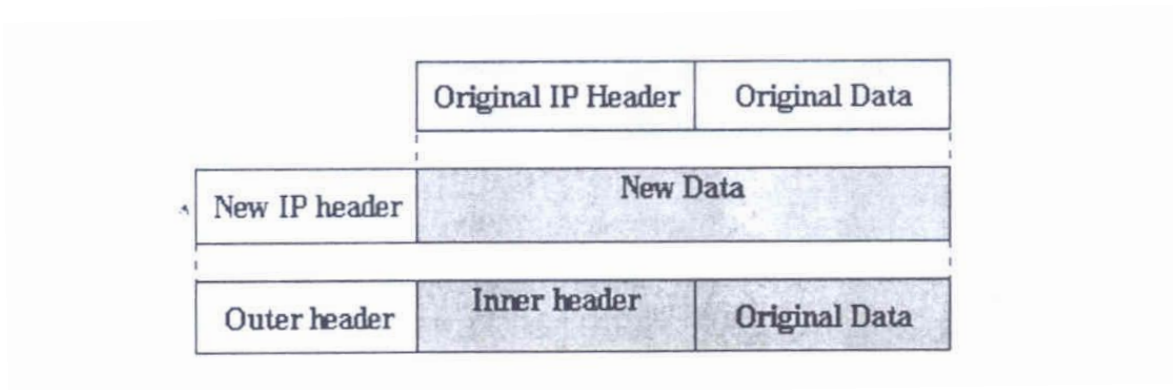 Original IP Header
Original Data
New IP header
New Data
Outer header
Inner header
Original Data